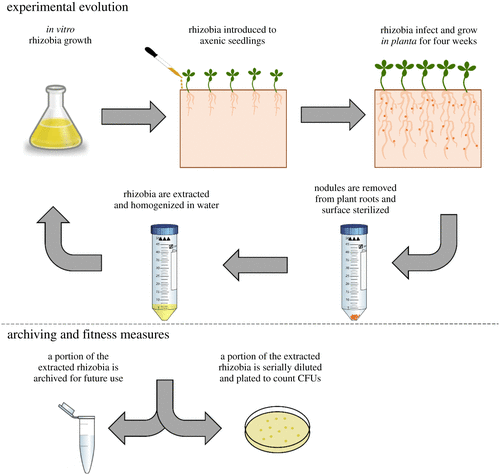 experimental evolution
in vitro
rhizobia growth
rhizobia introduced to
axenic seedlings
rhizobia infect and grow
in planta for four weeks
rhizobia are extracted
and homogenized in water
nodules are removed
from plant roots and
surface sterilized
archiving and fitness measures
a portion of the
extracted rhizobia is
archived for future use
a portion of the extracted
rhizobia is serially diluted
and plated to count CFUs